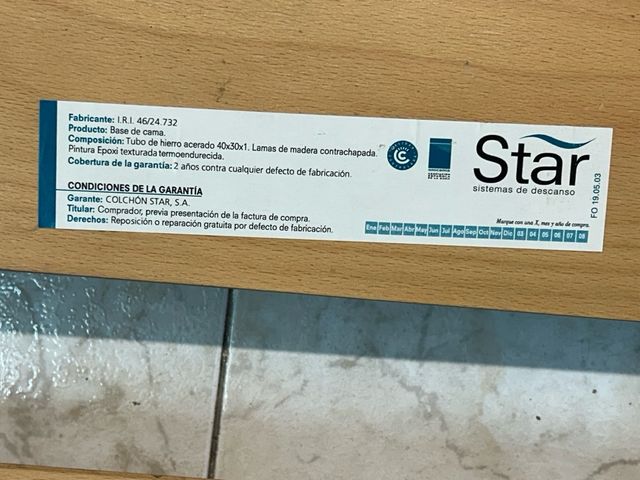 Fabricante: I.R.I. 46/24.732
Producto: Base de cama.
Composición: Tubo de hierro acerado 40x30x1. Lamas de madera contrachapada.
Pintura Epoxi texturada termoendurecida.
Cobertura de la garantía: 2 años contra cualquier defecto de fabricación.
CONDICIONES DE LA GARANTÍA
Garante: COLCHÓN STAR, S.A.
Titular: Comprador, previa presentación de la factura de compra.
Derechos: Reposición o reparación gratuita por defecto de fabricación.
C
Star
sistemas de descanso
Marque con una X, mes y año de compra.
Ene Feb Mar Abr May Jun Jul Ago Sep Oct Nov Dic 03 04 05 06 07 08
FO 19.05.03